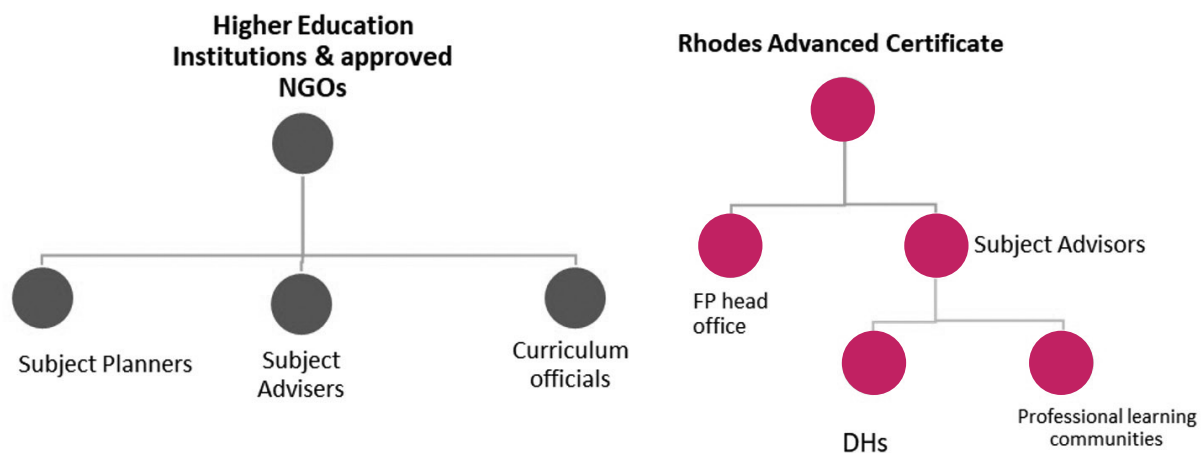 Higher Education
Institutions & approved
NGOs
Subject Planners
Subject
Advisers
Curriculum
officials
Rhodes Advanced Certificate
Subject Advisors
FP head
office
DHs
Professional learning
communities